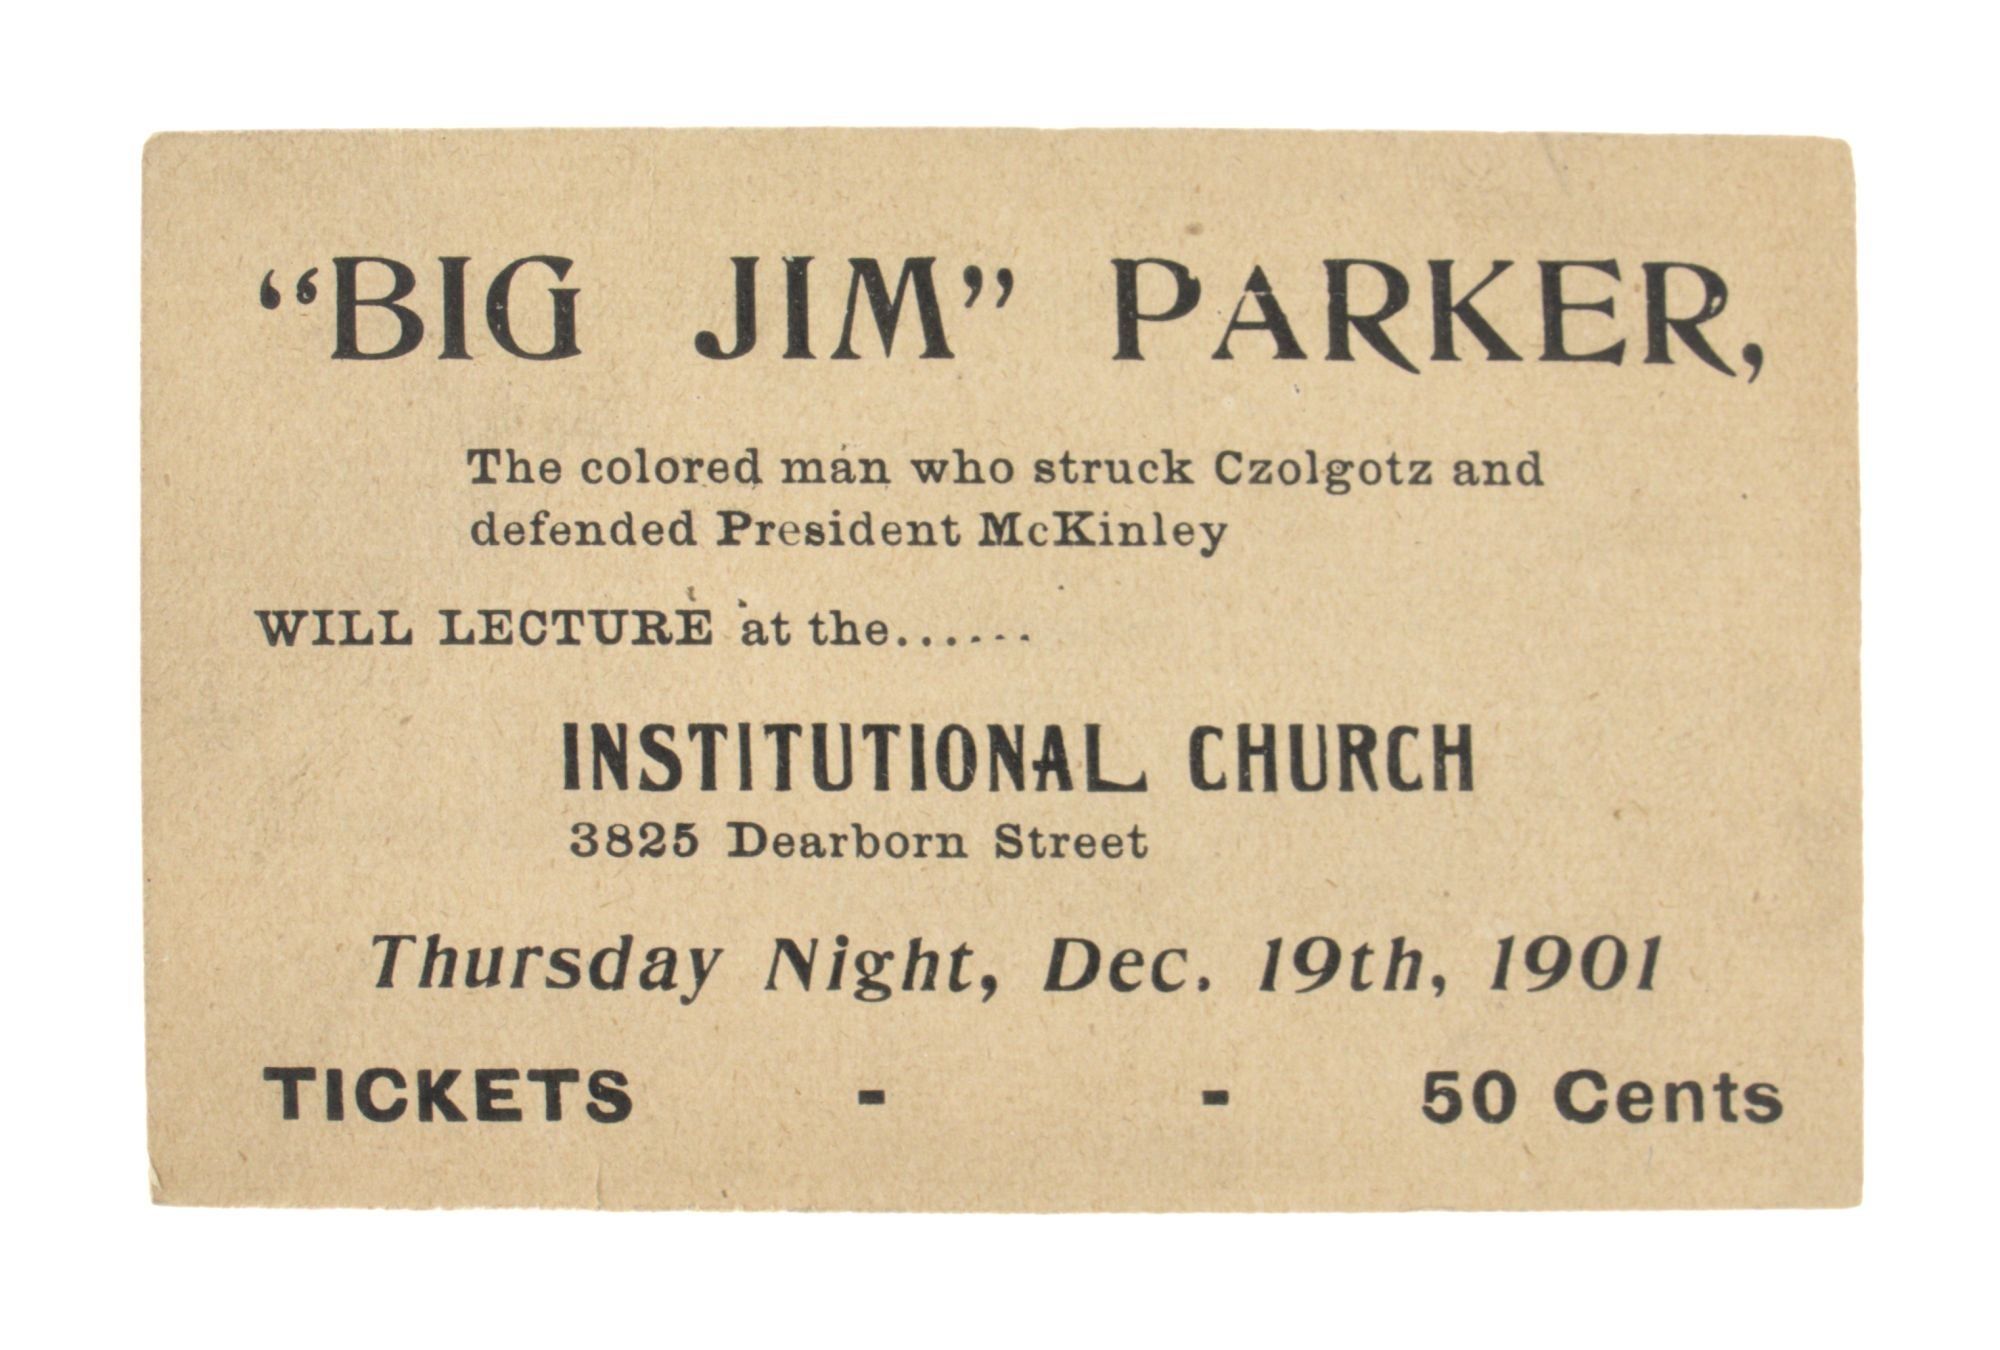 “BIG JIM” PARKER,
The colored man who struck Czolgotz and
defended President McKinley
WILL LECTURE at the......
INSTITUTIONAL CHURCH
3825 Dearborn Street
Thursday Night, Dec. 19th, 1901
TICKETS - - 50 Cents